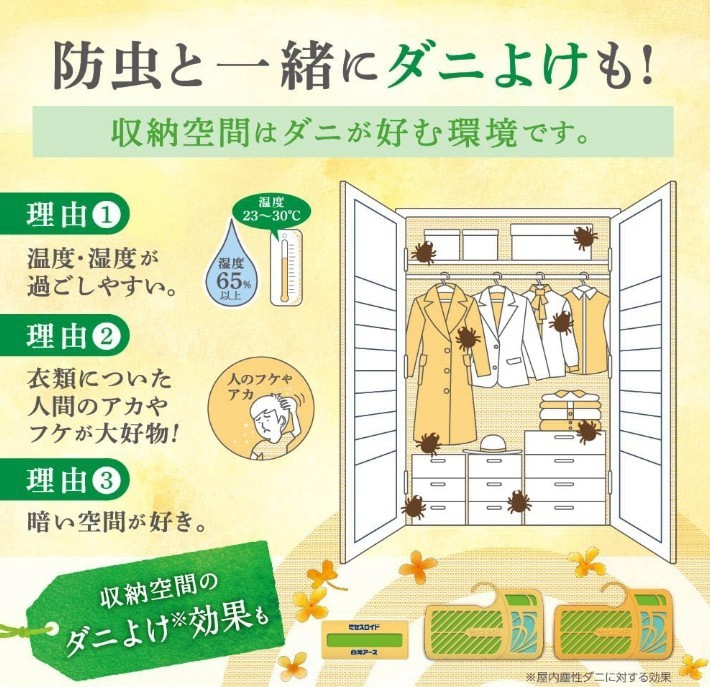 防虫と一緒にダニよけも!
収納空間はダニが好む環境です。
理由❶
温度・湿度が
過ごしやすい。
湿度
65%
以上
温度
23～30℃
理由❷
衣類についた
人間のアカや
フケが大好物!
人のフケや
アカ
理由❸
暗い空間が好き。
収納空間の
ダニよけ※効果も
ミセスロイド
白元アース
※屋内塵性ダニに対する効果